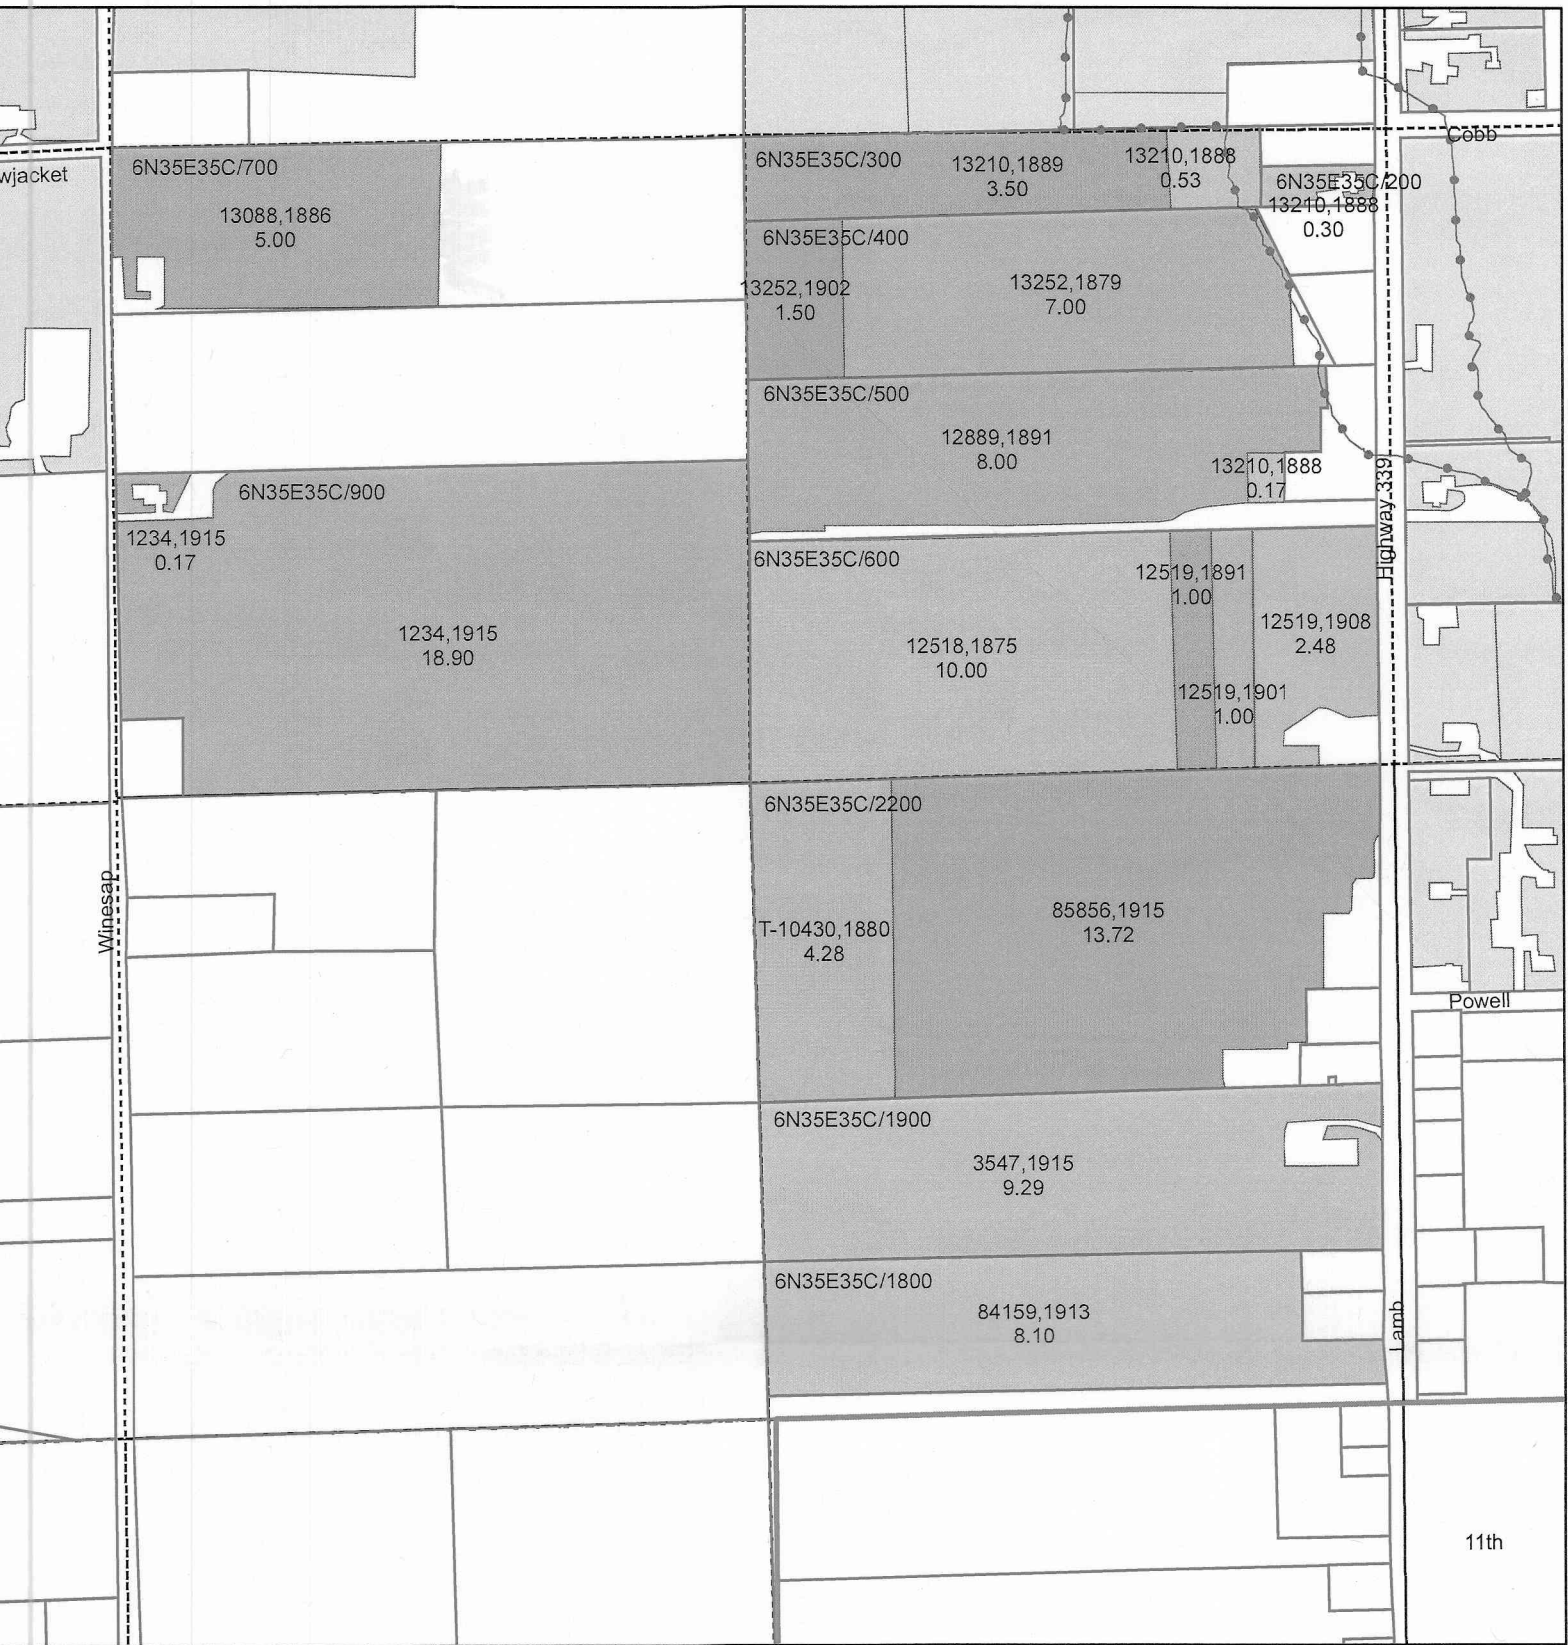 Cobb
wjacket
6N35E35C/700
13088,1886
5.00
6N35E35C/300
13210,1889
3.50
13210,1888
0.53
6N35E35C/200
13210,1888
0.30
6N35E35C/400
13252,1902
1.50
13252,1879
7.00
6N35E35C/500
12889,1891
8.00
13210,1888
0.17
Highway 339
6N35E35C/900
1234,1915
0.17
1234,1915
18.90
6N35E35C/600
12518,1875
10.00
12519,1891
1.00
12519,1901
1.00
12519,1908
2.48
6N35E35C/2200
T-10430,1880
4.28
85856,1915
13.72
Winesap
Powell
6N35E35C/1900
3547,1915
9.29
6N35E35C/1800
84159,1913
8.10
Lamb
11th